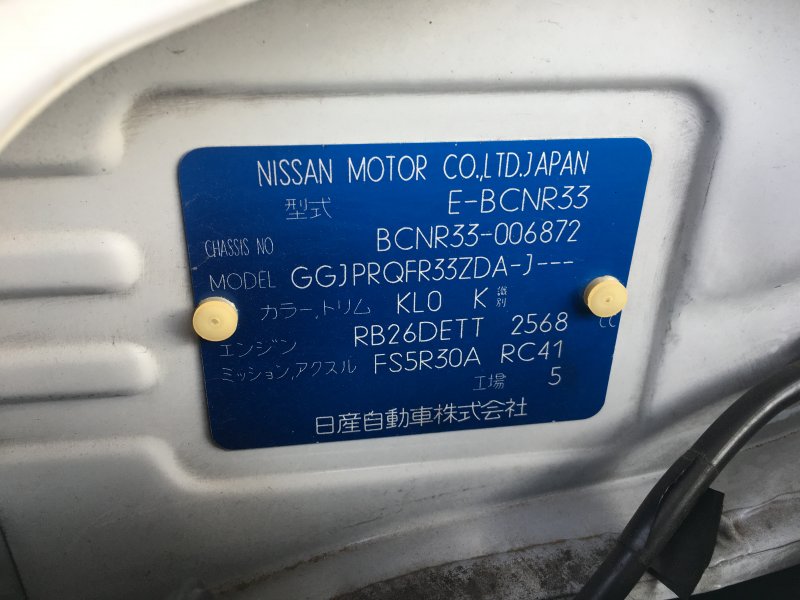 NISSAN MOTOR CO.,LTD.JAPAN
型式 E-BCNR33
CHASSIS NO BCNR33-006872
MODEL GGJPRQFR33ZDA-J---
カラー,トリム KL0 K 識別
エンジン RB26DETT 2568 CC
ミッション,アクスル FS5R30A RC41
工場 5
日産自動車株式会社